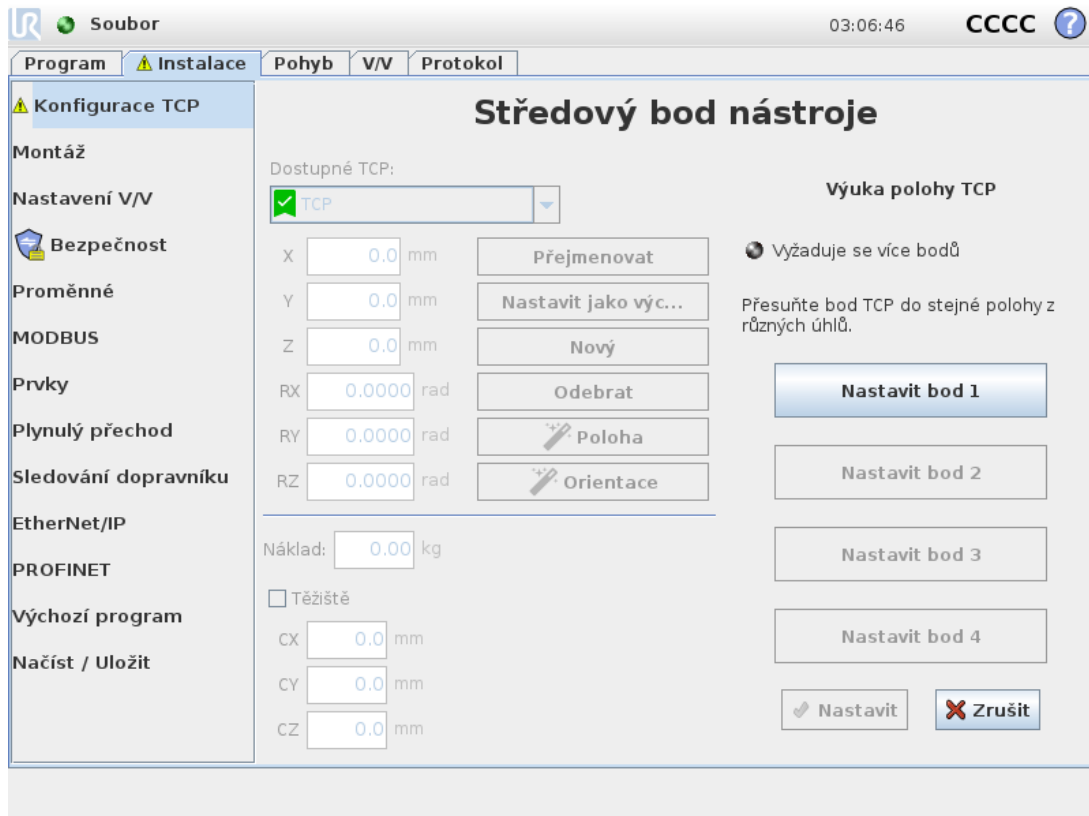 UR Soubor 03:06:46 CCCC ?
Program Instalace Pohyb V/V Protokol
Konfigurace TCP
Montáž
Nastavení V/V
Bezpečnost
Proměnné
MODBUS
Prvky
Plynulý přechod
Sledování dopravníku
EtherNet/IP
PROFINET
Výchozí program
Načíst / Uložit
Středový bod nástroje
Dostupné TCP:
TCP
X 0.0 mm Přejmenovat
Y 0.0 mm Nastavit jako výc...
Z 0.0 mm Nový
RX 0.0000 rad Odebrat
RY 0.0000 rad Poloha
RZ 0.0000 rad Orientace
Náklad: 0.00 kg
Těžiště
CX 0.0 mm
CY 0.0 mm
CZ 0.0 mm
Výuka polohy TCP
Vyžaduje se více bodů
Přesuňte bod TCP do stejné polohy z
různých úhlů.
Nastavit bod 1
Nastavit bod 2
Nastavit bod 3
Nastavit bod 4
Nastavit Zrušit